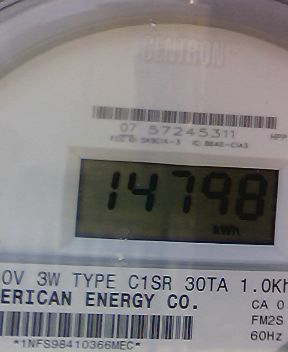 CENTRON
07 57245311
14798
kWh
0V 3W TYPE C1SR 30TA 1.0Kh
ERICAN ENERGY CO.
CA 0
FM2S
60Hz
*1NFS98410366MEC*